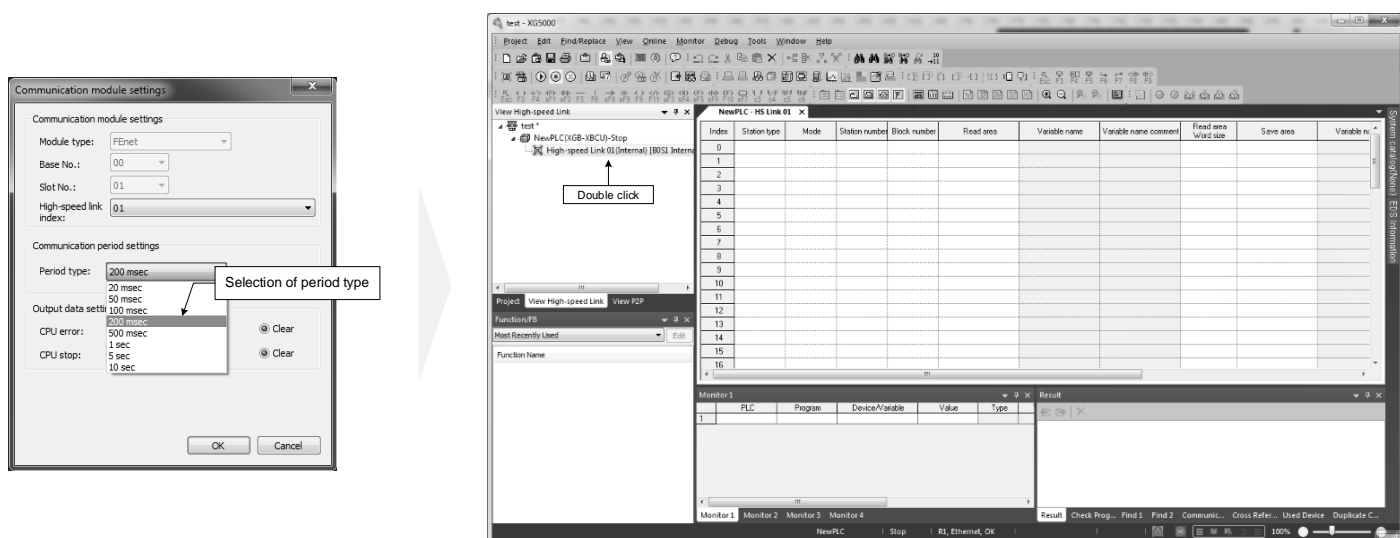 Communication module settings
Communication module settings
Module type: FEnet
Base No.: 00
Slot No.: 01
High-speed link index: 01
Communication period settings
Period type: 200 msec
20 msec
50 msec
100 msec
200 msec
500 msec
1 sec
5 sec
10 sec
Selection of period type
Output data setti
CPU error: Clear
CPU stop: Clear
OK Cancel
test - XG5000
Project Edit Find/Replace View Online Monitor Debug Tools Window Help
View High-speed Link
test *
NewPLC(XGB-XBCU)-Stop
High-speed Link 01(Internal) [B0S1 Interna
Double click
Project View High-speed Link View P2P
Function/FB
Most Recently Used Edit
Function Name
NewPLC - HS Link 01
Index Station type Mode Station number Block number Read area Variable name Variable name comment Read area Word size Save area Variable na
0
1
2
3
4
5
6
7
8
9
10
11
12
13
14
15
16
System catalog(None) EDS information
Monitor 1
PLC Program Device/Variable Value Type
1
Monitor 1 Monitor 2 Monitor 3 Monitor 4
Result
Result Check Prog... Find 1 Find 2 Communic... Cross Refer... Used Device Duplicate C...
NewPLC Stop R1, Ethernet, OK 100%